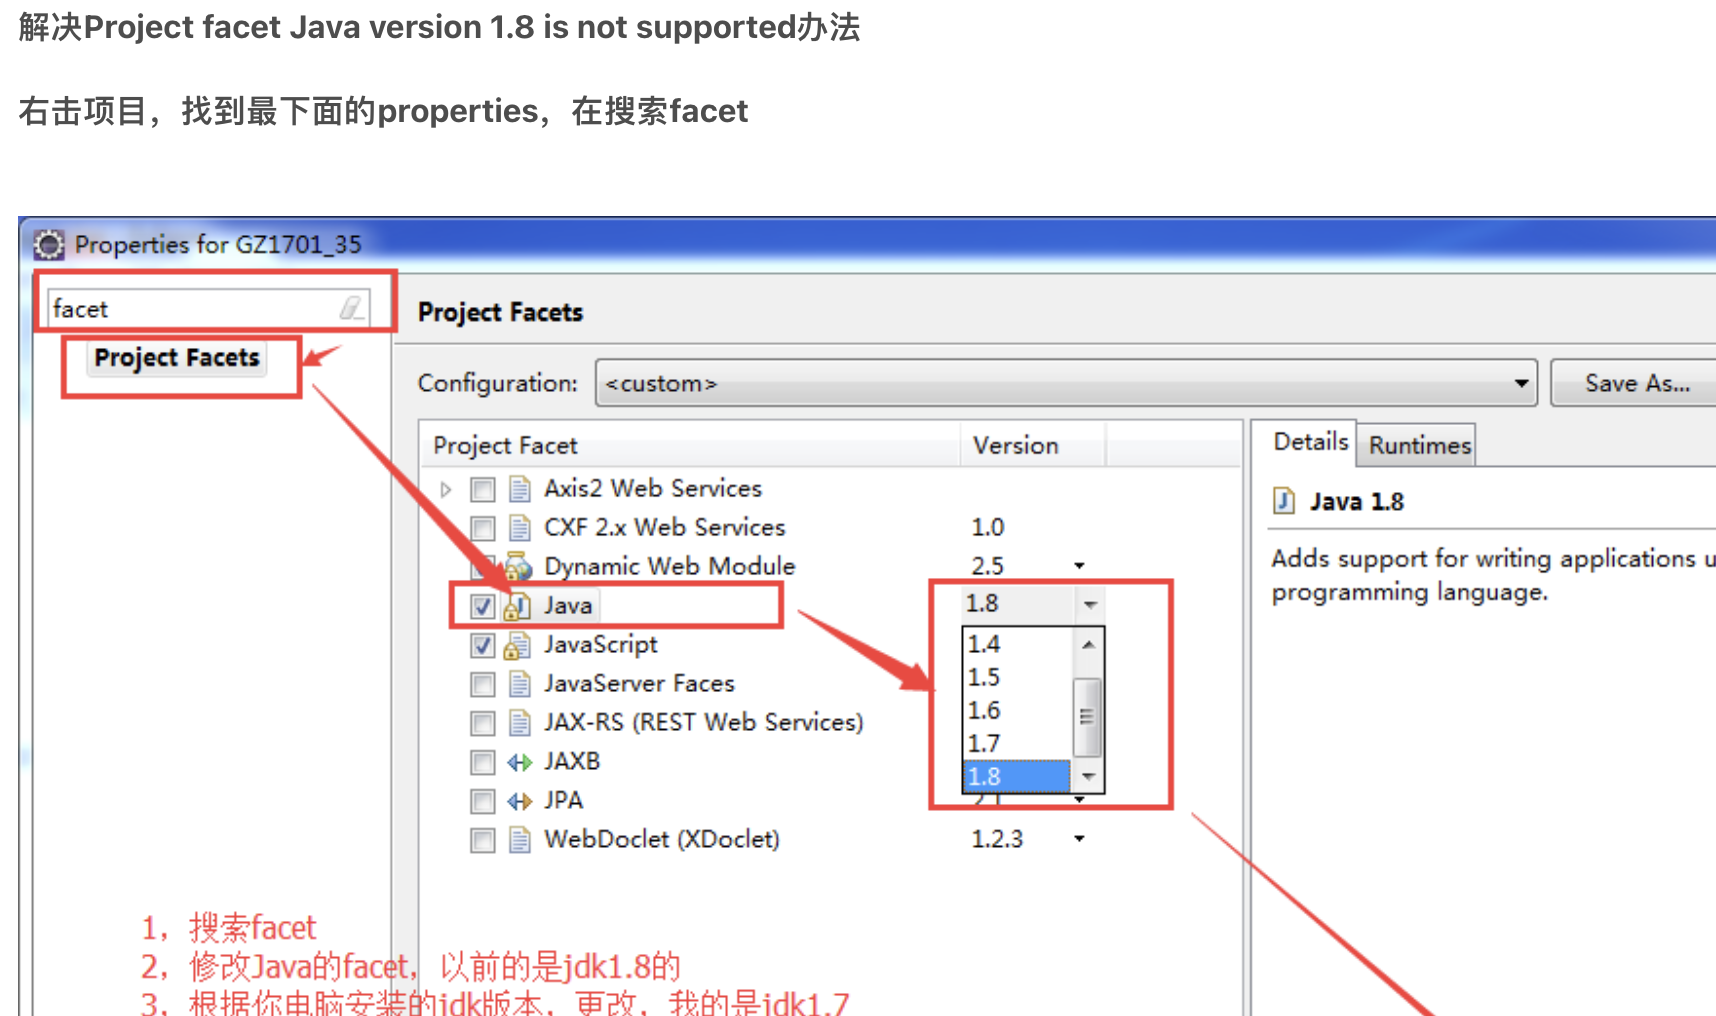 解决Project facet Java version 1.8 is not supported办法
右击项目，找到最下面的properties，在搜索facet
Properties for GZ1701_35
facet
Project Facets
Project Facets
Configuration: <custom> Save As...
Project Facet Version
Axis2 Web Services
CXF 2.x Web Services 1.0
Dynamic Web Module 2.5
Java 1.8
1.4
1.5
1.6
1.7
1.8
JavaScript
JavaServer Faces
JAX-RS (REST Web Services)
JAXB
JPA 2.1
WebDoclet (XDoclet) 1.2.3
Details Runtimes
Java 1.8
Adds support for writing applications u
programming language.
1，搜索facet
2，修改Java的facet，以前的是jdk1.8的
3，根据你电脑安装的jdk版本，更改，我的是jdk1.7